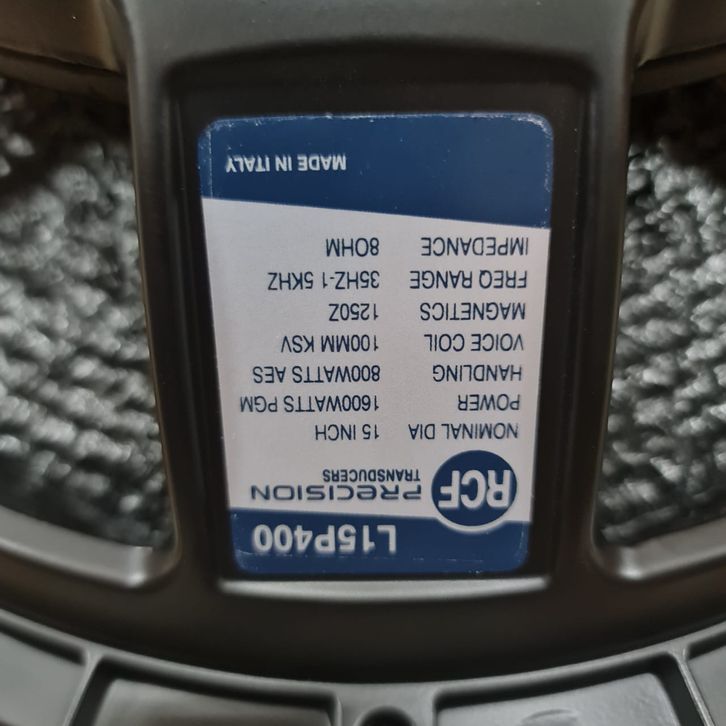 L15P400
RCF PRECISION
TRANSDUCERS
NOMINAL DIA 15 INCH
POWER 1600WATTS PGM
HANDLING 800WATTS AES
VOICE COIL 100MM KSV
MAGNETICS 125OZ
FREQ RANGE 35HZ-1 5KHZ
IMPEDANCE 8OHM
MADE IN ITALY